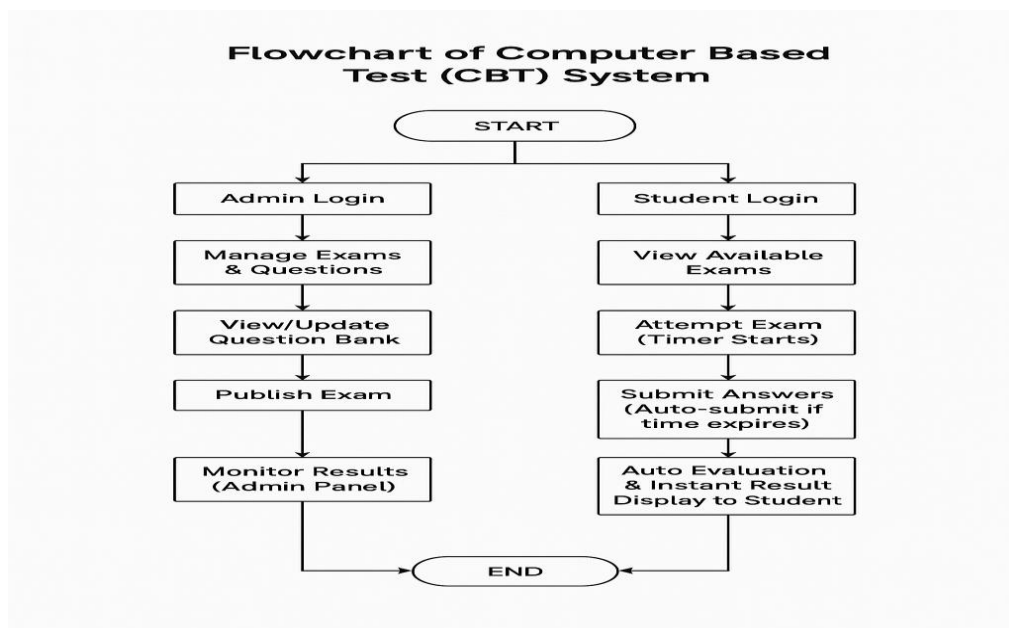 Flowchart of Computer Based
Test (CBT) System
START
Admin Login
Manage Exams
& Questions
View/Update
Question Bank
Publish Exam
Monitor Results
(Admin Panel)
Student Login
View Available
Exams
Attempt Exam
(Timer Starts)
Submit Answers
(Auto-submit if
time expires)
Auto Evaluation
& Instant Result
Display to Student
END